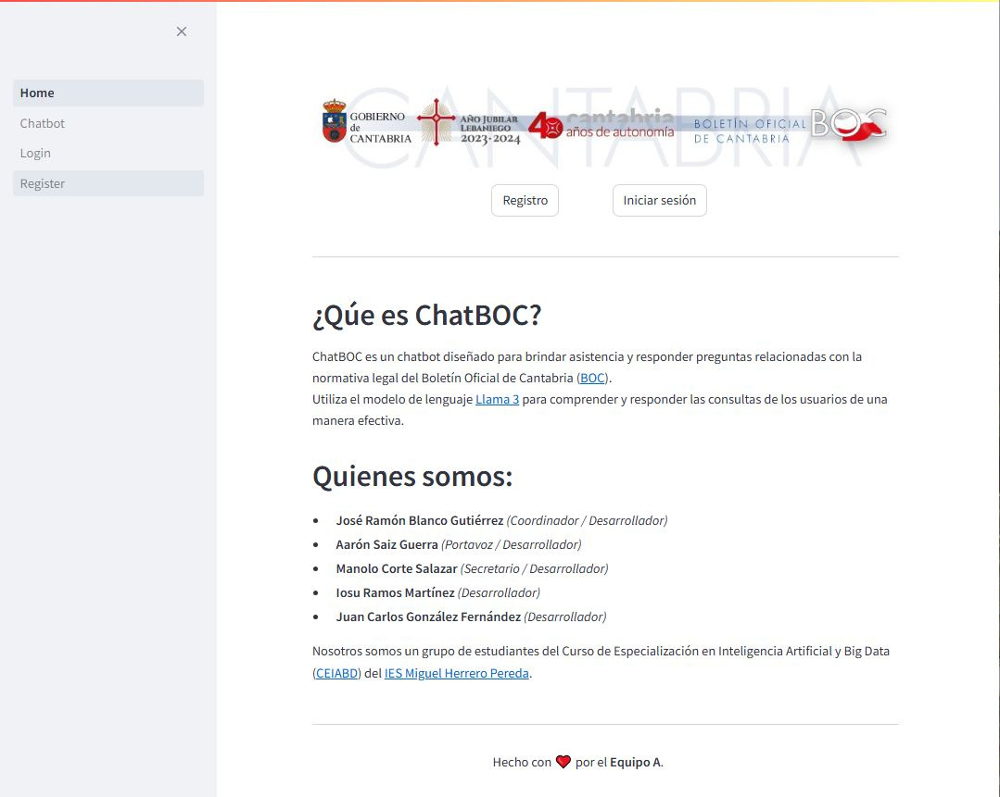 Home
Chatbot
Login
Register
CANTABRIA
GOBIERNO
de
CANTABRIA
AÑO JUBILAR
LEBANIEGO
2023·2024
40
cantabria
años de autonomía
BOLETÍN OFICIAL
DE CANTABRIA
BOC
Registro
Iniciar sesión
¿Qúe es ChatBOC?
ChatBOC es un chatbot diseñado para brindar asistencia y responder preguntas relacionadas con la
normativa legal del Boletín Oficial de Cantabria (BOC).
Utiliza el modelo de lenguaje Llama 3 para comprender y responder las consultas de los usuarios de una
manera efectiva.
Quienes somos:
• José Ramón Blanco Gutiérrez (Coordinador / Desarrollador)
• Aarón Saiz Guerra (Portavoz / Desarrollador)
• Manolo Corte Salazar (Secretario / Desarrollador)
• Iosu Ramos Martínez (Desarrollador)
• Juan Carlos González Fernández (Desarrollador)
Nosotros somos un grupo de estudiantes del Curso de Especialización en Inteligencia Artificial y Big Data
(CEIABD) del IES Miguel Herrero Pereda.
Hecho con ❤️ por el Equipo A.